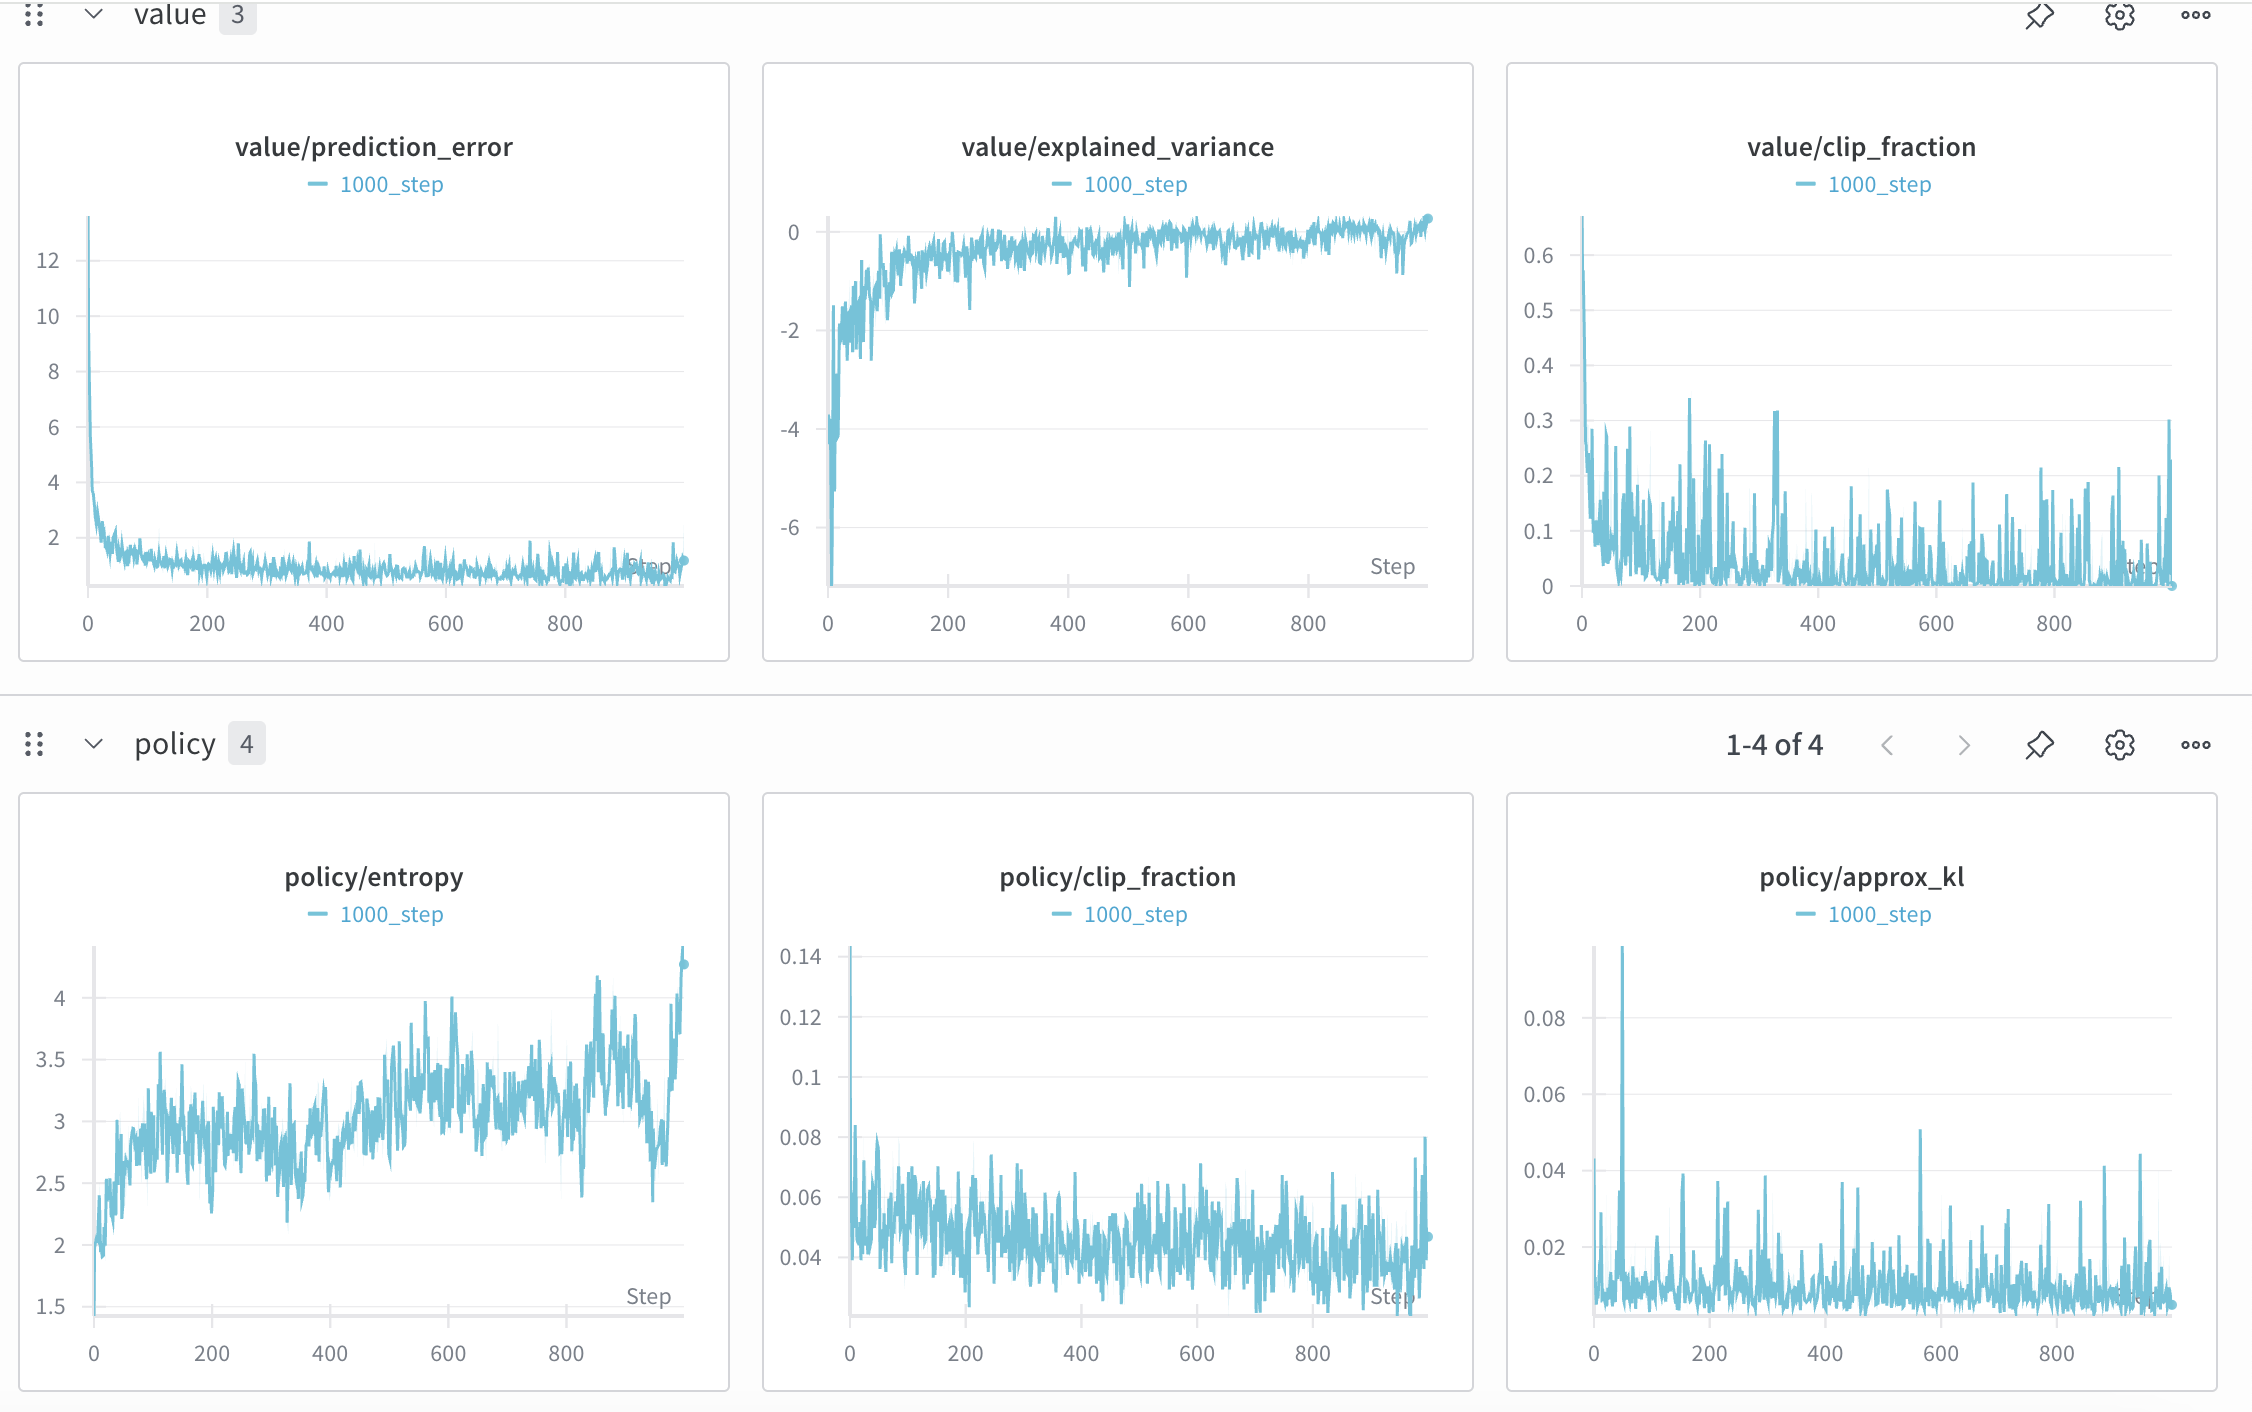 value 3
value/prediction_error
1000_step
12
10
8
6
4
2
Step
0 200 400 600 800
value/explained_variance
1000_step
0
-2
-4
-6
Step
0 200 400 600 800
value/clip_fraction
1000_step
0.6
0.5
0.4
0.3
0.2
0.1
0
Step
0 200 400 600 800
policy 4
1-4 of 4
policy/entropy
1000_step
4
3.5
3
2.5
2
1.5
Step
0 200 400 600 800
policy/clip_fraction
1000_step
0.14
0.12
0.1
0.08
0.06
0.04
Step
0 200 400 600 800
policy/approx_kl
1000_step
0.08
0.06
0.04
0.02
Step
0 200 400 600 800